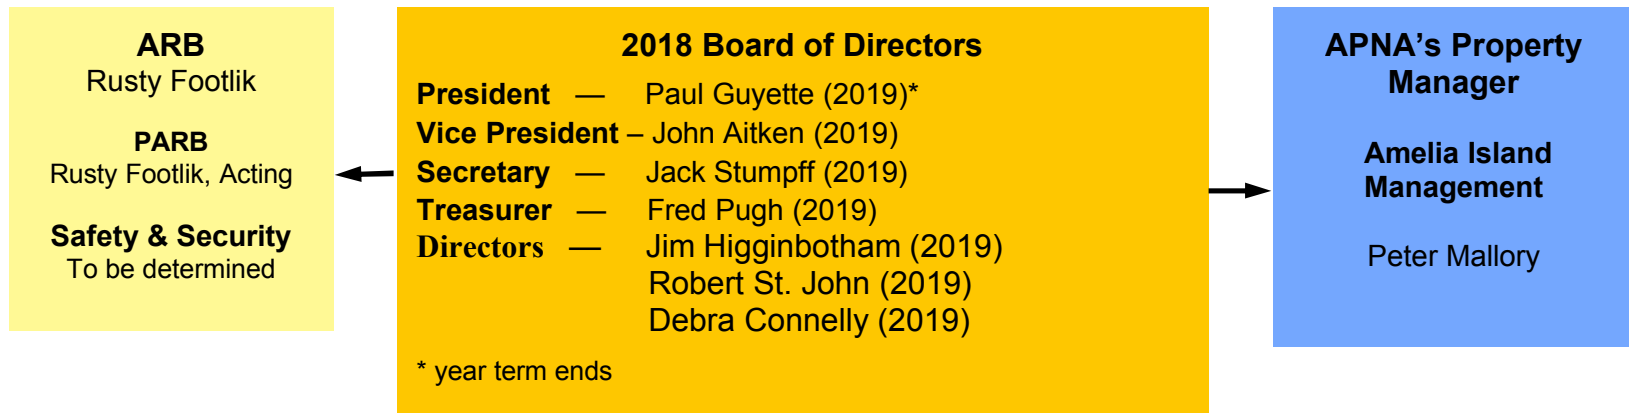 ARB
Rusty Footlik
PARB
Rusty Footlik, Acting
Safety & Security
To be determined
2018 Board of Directors
President — Paul Guyette (2019)*
Vice President – John Aitken (2019)
Secretary — Jack Stumpff (2019)
Treasurer — Fred Pugh (2019)
Directors — Jim Higginbotham (2019)
Robert St. John (2019)
Debra Connelly (2019)
* year term ends
APNA’s Property
Manager
Amelia Island
Management
Peter Mallory